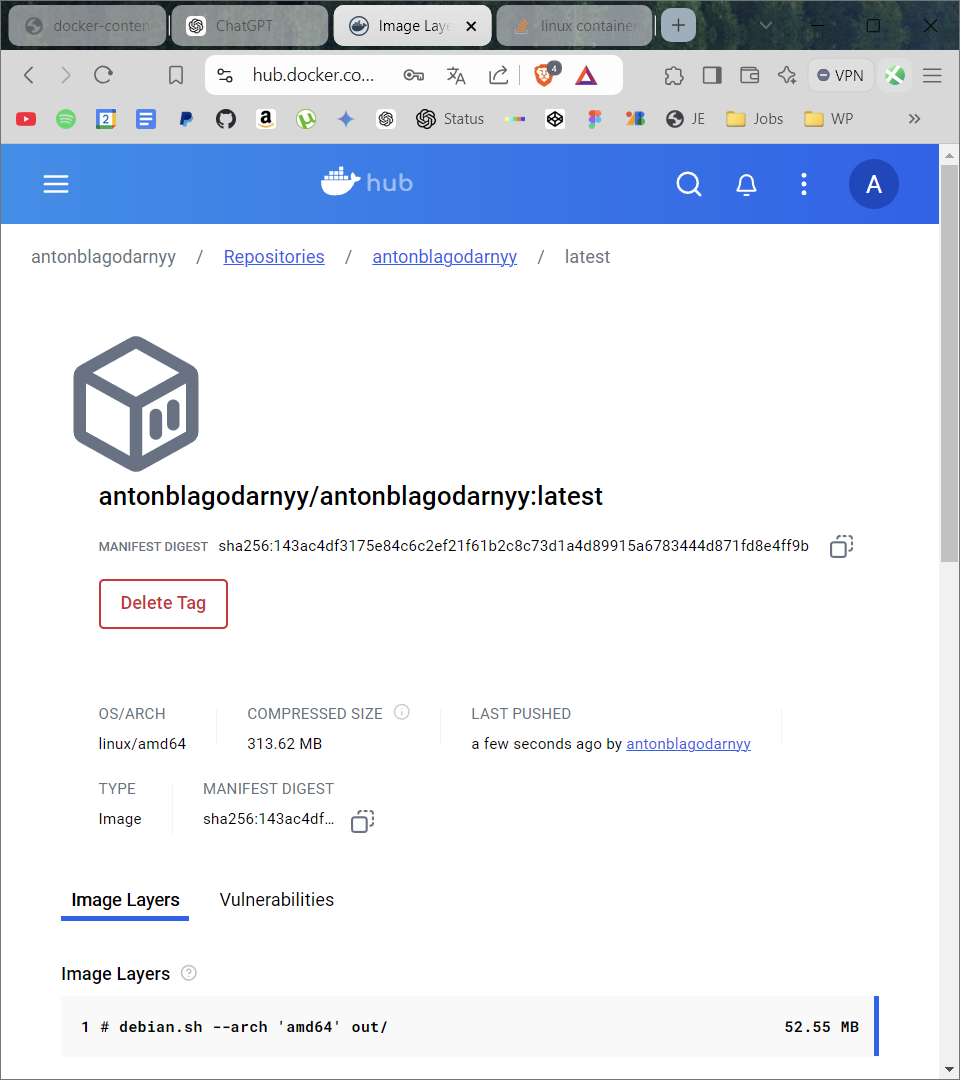 docker-conten
ChatGPT
Image Laye
linux container
hub.docker.co...
4
VPN
2
a
Status
JE
Jobs
WP
hub
A
antonblagodarnyy / Repositories / antonblagodarnyy / latest
antonblagodarnyy/antonblagodarnyy:latest
MANIFEST DIGEST sha256:143ac4df3175e84c6c2ef21f61b2c8c73d1a4d89915a6783444d871fd8e4ff9b
Delete Tag
OS/ARCH
linux/amd64
COMPRESSED SIZE
313.62 MB
LAST PUSHED
a few seconds ago by antonblagodarnyy
TYPE
Image
MANIFEST DIGEST
sha256:143ac4df...
Image Layers
Vulnerabilities
Image Layers
1 # debian.sh --arch 'amd64' out/ 52.55 MB